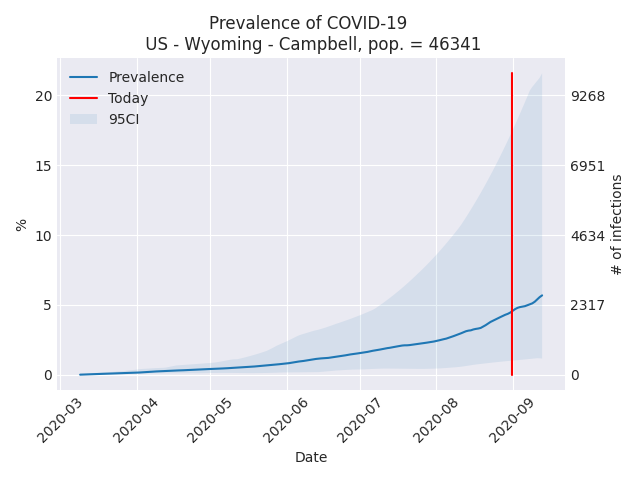 Prevalence of COVID-19
US - Wyoming - Campbell, pop. = 46341
Prevalence
Today
95CI
20
15
10
5
0
%
9268
6951
4634
2317
0
# of infections
2020-03
2020-04
2020-05
2020-06
2020-07
2020-08
2020-09
Date